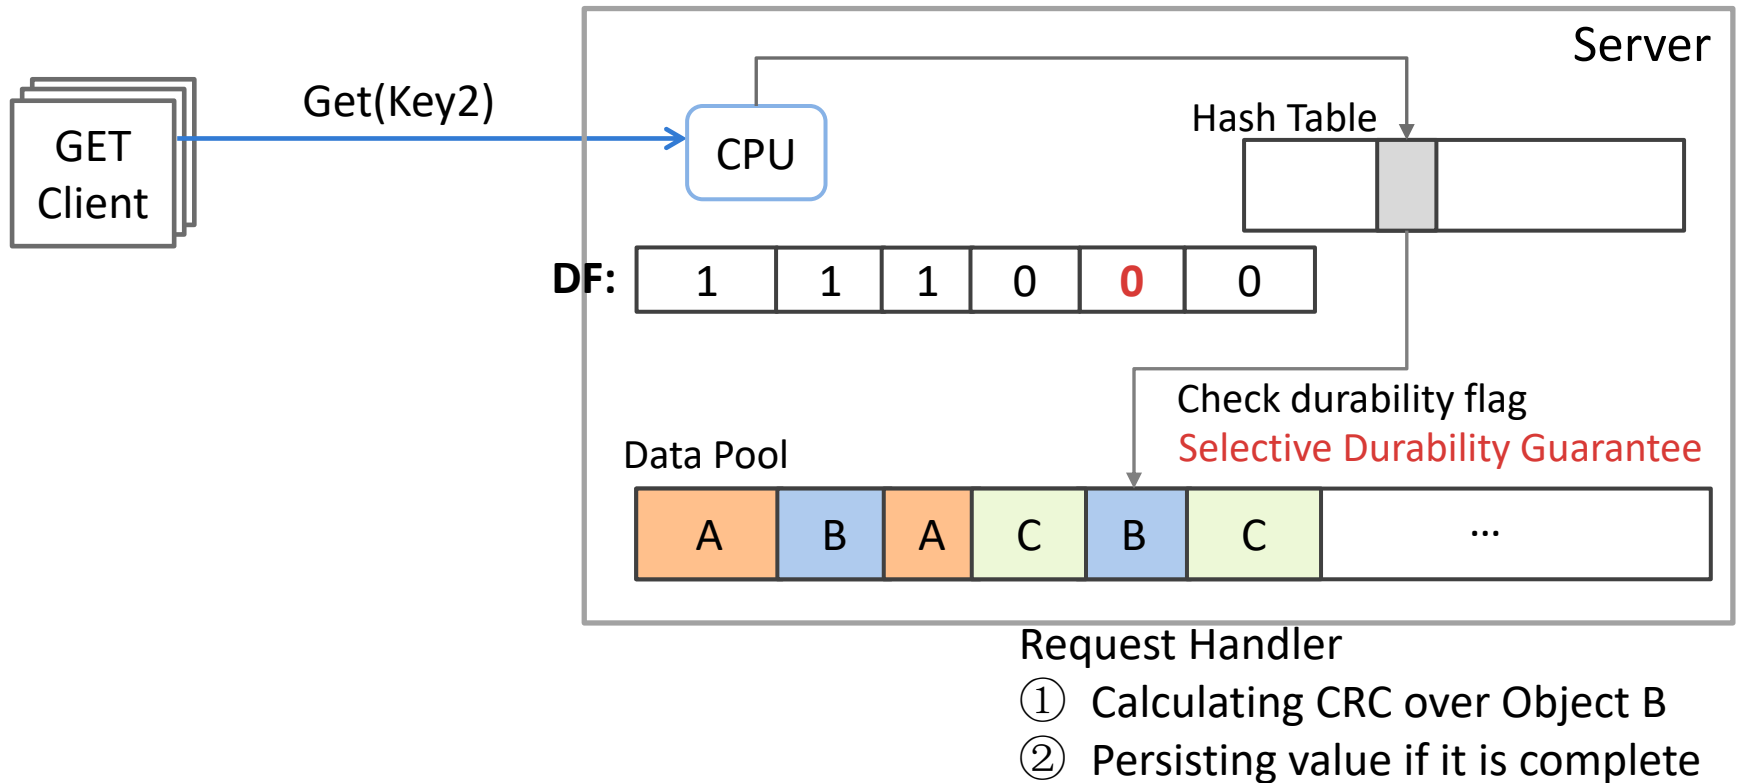 Server
Get(Key2)
GET
Client
CPU
Hash Table
DF: 1 1 1 0 0 0
Check durability flag
Selective Durability Guarantee
Data Pool
A B A C B C ...
Request Handler
① Calculating CRC over Object B
② Persisting value if it is complete